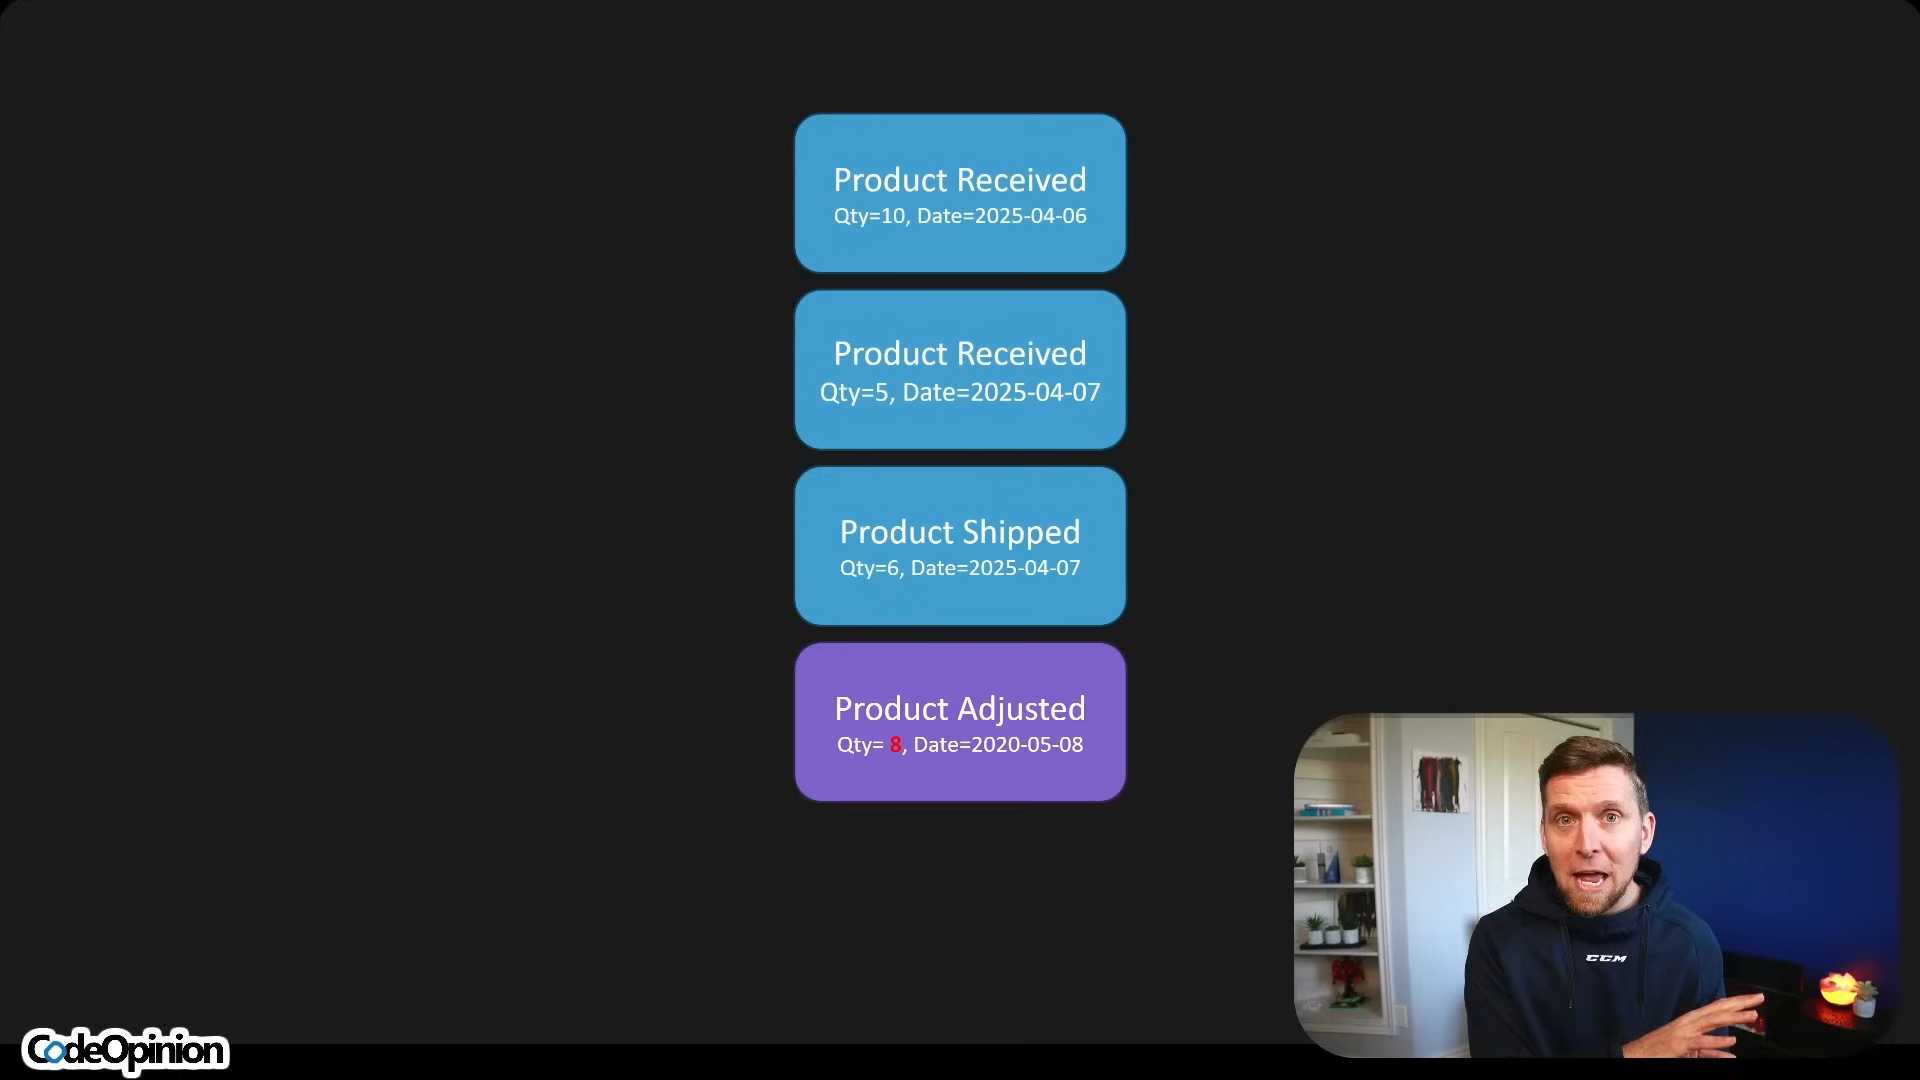 Product Received
Qty=10, Date=2025-04-06
Product Received
Qty=5, Date=2025-04-07
Product Shipped
Qty=6, Date=2025-04-07
Product Adjusted
Qty= 8, Date=2020-05-08
CCM
CodeOpinion